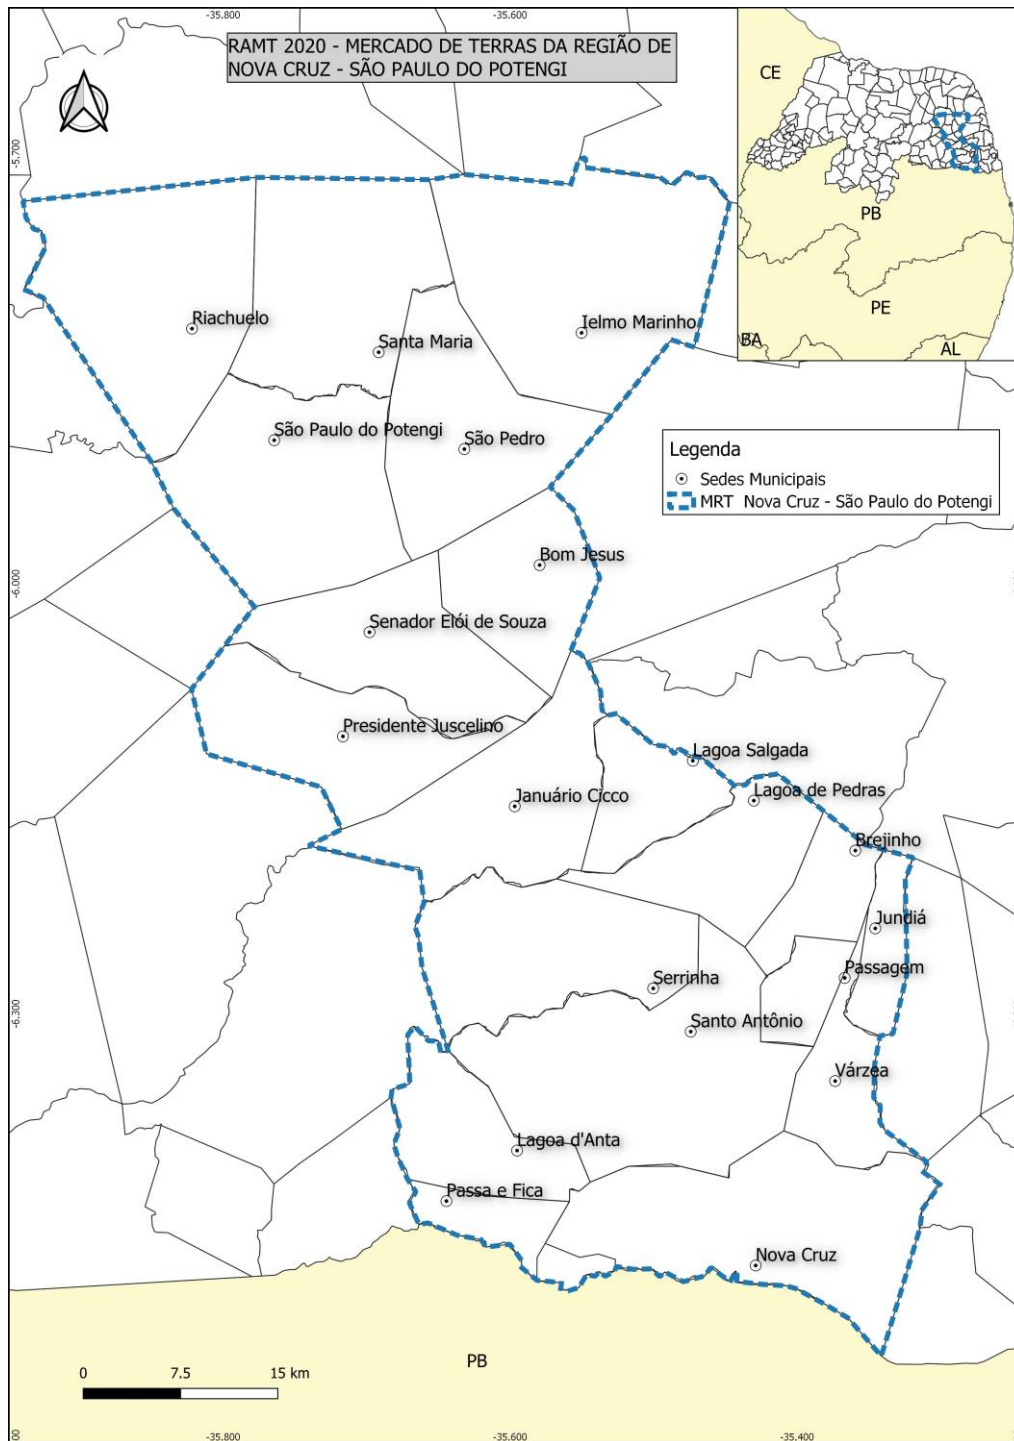 -35.800
-35.600
RAMT 2020 - MERCADO DE TERRAS DA REGIÃO DE
NOVA CRUZ - SÃO PAULO DO POTENGI
CE
PB
PE
BA
AL
-5.700
Riachuelo
Ielmo Marinho
Santa Maria
São Paulo do Potengi
São Pedro
Legenda
Sedes Municipais
MRT Nova Cruz - São Paulo do Potengi
Bom Jesus
-6.000
Senador Elói de Souza
Presidente Juscelino
Lagoa Salgada
Januário Cicco
Lagoa de Pedras
Brejinho
Jundiá
Passagem
Serrinha
-6.300
Santo Antônio
Várzea
Lagoa d'Anta
Passa e Fica
Nova Cruz
PB
0 7.5 15 km
-35.800
-35.600
-35.400